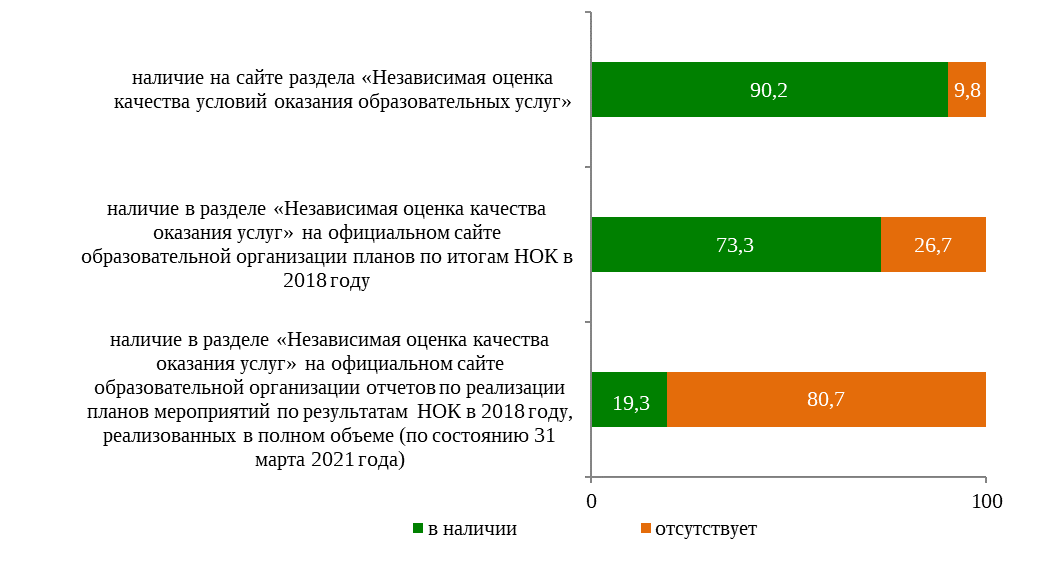 наличие на сайте раздела «Независимая оценка
качества условий оказания образовательных услуг»
90,2
9,8
наличие в разделе «Независимая оценка качества
оказания услуг» на официальном сайте
образовательной организации планов по итогам НОК в
2018 году
73,3
26,7
наличие в разделе «Независимая оценка качества
оказания услуг» на официальном сайте
образовательной организации отчетов по реализации
планов мероприятий по результатам НОК в 2018 году,
реализованных в полном объеме (по состоянию 31
марта 2021 года)
19,3
80,7
0
100
в наличии
отсутствует